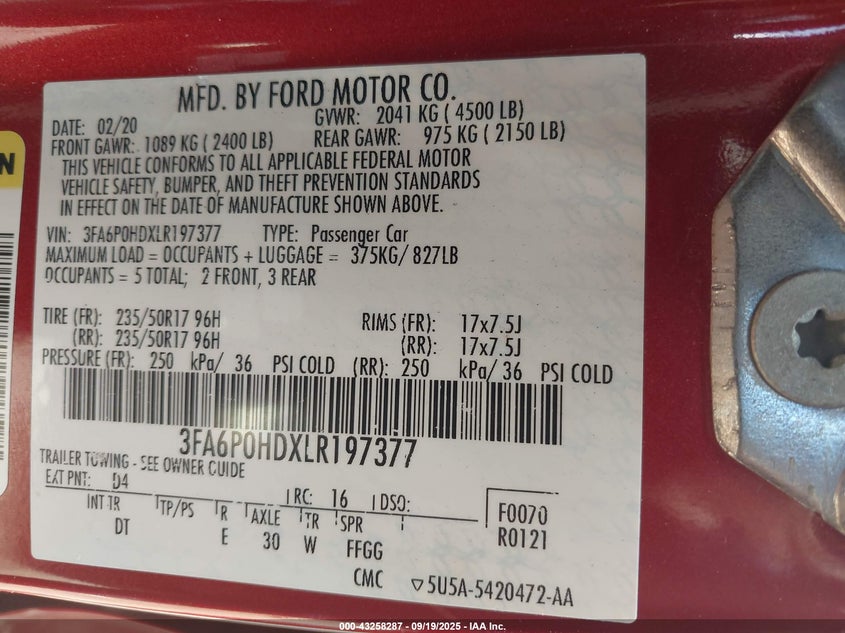 MFD. BY FORD MOTOR CO.
DATE: 02/20 GVWR: 2041 KG ( 4500 LB)
FRONT GAWR: 1089 KG ( 2400 LB) REAR GAWR: 975 KG ( 2150 LB)
THIS VEHICLE CONFORMS TO ALL APPLICABLE FEDERAL MOTOR
VEHICLE SAFETY, BUMPER, AND THEFT PREVENTION STANDARDS
IN EFFECT ON THE DATE OF MANUFACTURE SHOWN ABOVE.
VIN: 3FA6P0HDXLR197377 TYPE: Passenger Car
MAXIMUM LOAD = OCCUPANTS + LUGGAGE = 375KG/ 827LB
OCCUPANTS = 5 TOTAL; 2 FRONT, 3 REAR
TIRE (FR): 235/50R17 96H RIMS (FR): 17x7.5J
(RR): 235/50R17 96H (RR): 17x7.5J
PRESSURE (FR): 250 kPa/ 36 PSI COLD (RR): 250 kPa/ 36 PSI COLD
3FA6P0HDXLR197377
TRAILER TOWING - SEE OWNER GUIDE
EXT PNT: D4 RC: 16 DSO:
INT TR TP/PS R AXLE TR SPR F0070
DT E 30 W FFGG R0121
CMC ▽5U5A-5420472-AA
000-43258287 - 09/19/2025 - IAA Inc.